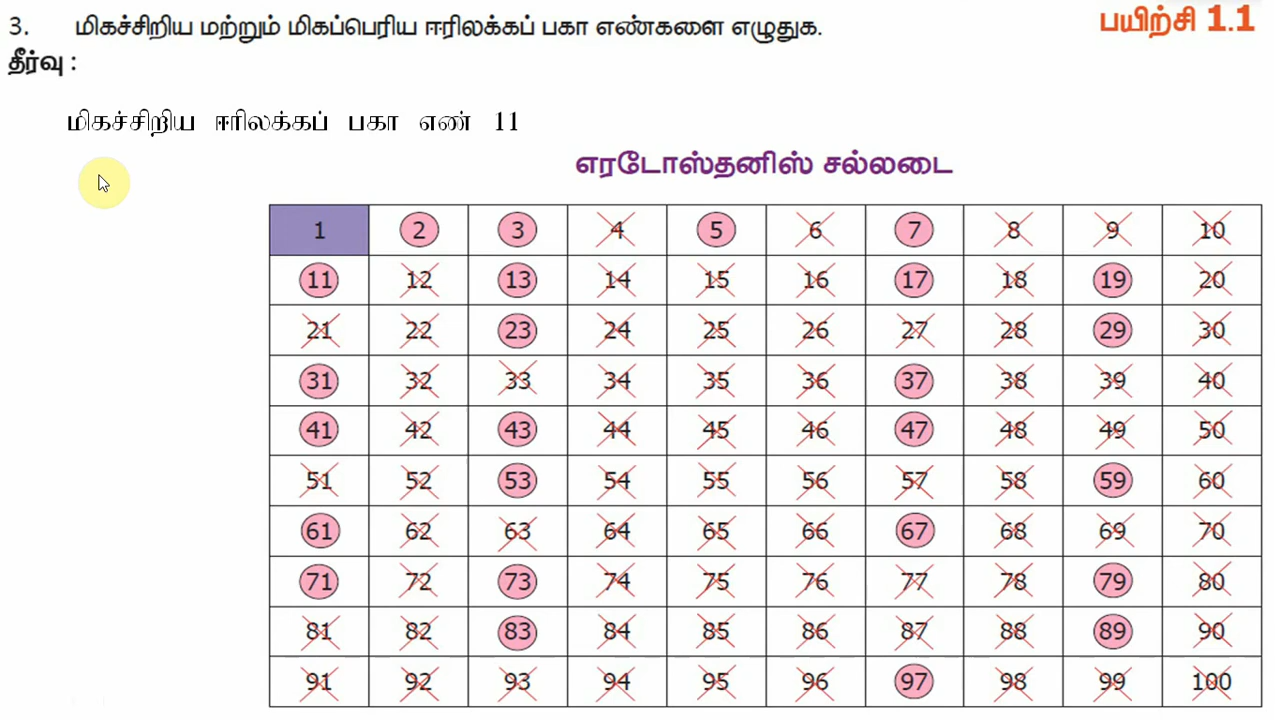 3. மிகச்சிறிய மற்றும் மிகப்பெரிய ஈரிலக்கப் பகா எண்களை எழுதுக. பயிற்சி 1.1
தீர்வு :
மிகச்சிறிய ஈரிலக்கப் பகா எண் 11
எரடோஸ்தனிஸ் சல்லடை
1 2 3 4 5 6 7 8 9 10
11 12 13 14 15 16 17 18 19 20
21 22 23 24 25 26 27 28 29 30
31 32 33 34 35 36 37 38 39 40
41 42 43 44 45 46 47 48 49 50
51 52 53 54 55 56 57 58 59 60
61 62 63 64 65 66 67 68 69 70
71 72 73 74 75 76 77 78 79 80
81 82 83 84 85 86 87 88 89 90
91 92 93 94 95 96 97 98 99 100